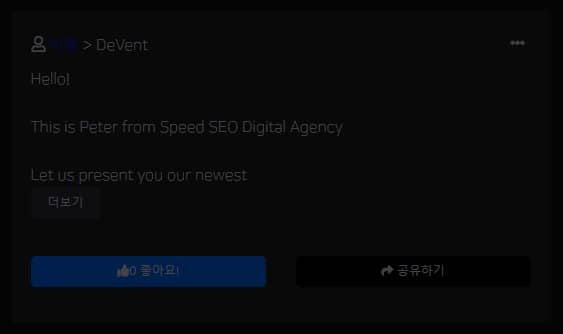 > DeVent
Hello!
This is Peter from Speed SEO Digital Agency
Let us present you our newest
더보기
0 좋아요!
공유하기